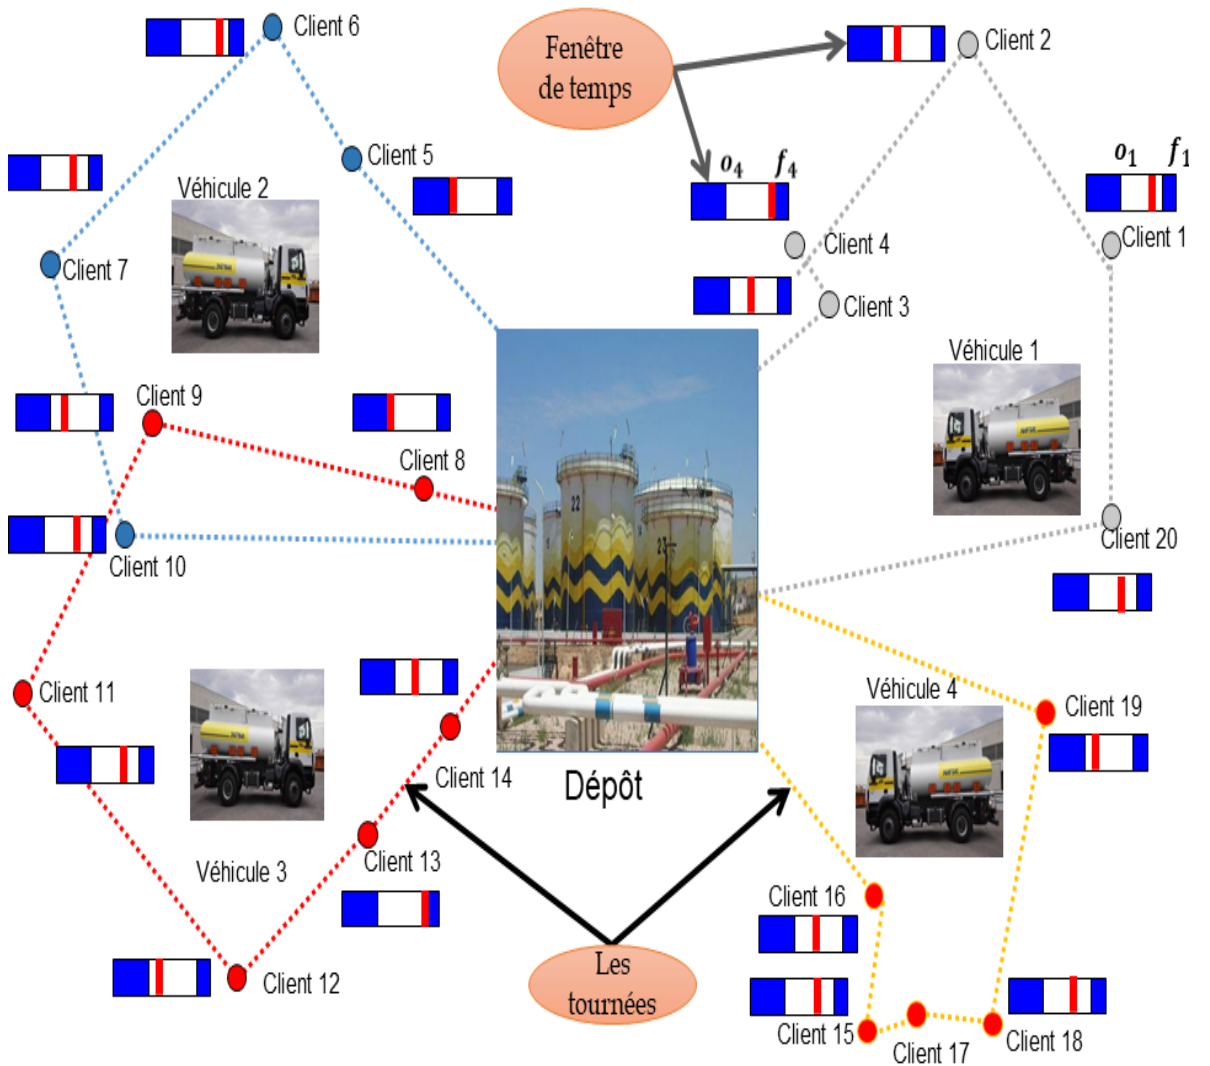 Client 6
Fenêtre
de temps
Client 2
Client 5
o₄ f₄
o₁ f₁
Véhicule 2
Client 4
Client 1
Client 7
Client 3
Véhicule 1
Client 9
Client 8
22
23
Client 20
Client 10
Client 11
Véhicule 4
Client 19
Client 14
Dépôt
Client 13
Véhicule 3
Client 16
Client 12
Les
tournées
Client 15
Client 17
Client 18